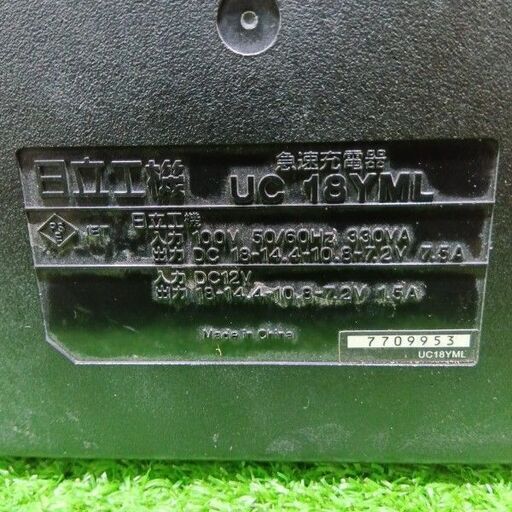 日立工機 急速充電器 UC 18YML
PSE JET 日立工機
入力 100V 50/60Hz 330VA
出力 DC 18-14.4-10.8-7.2V 7.5A
入力 DC12V
出力 18-14.4-10.8-7.2V 1.5A
Made in China
7709953
UC18YML